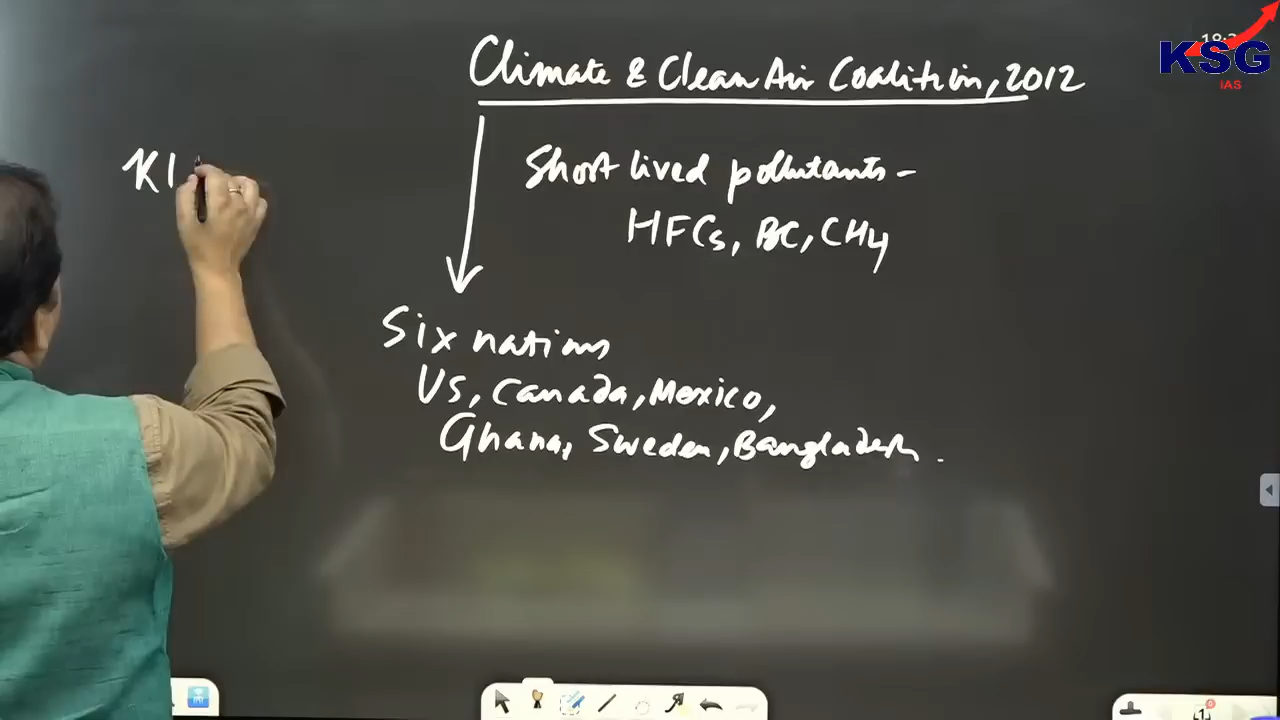 Climate & Clean Air Coalition, 2012
KSG
IAS
Short lived pollutants -
HFCs, BC, CH4
Six nations
US, Canada, Mexico,
Ghana, Sweden, Bangladesh.